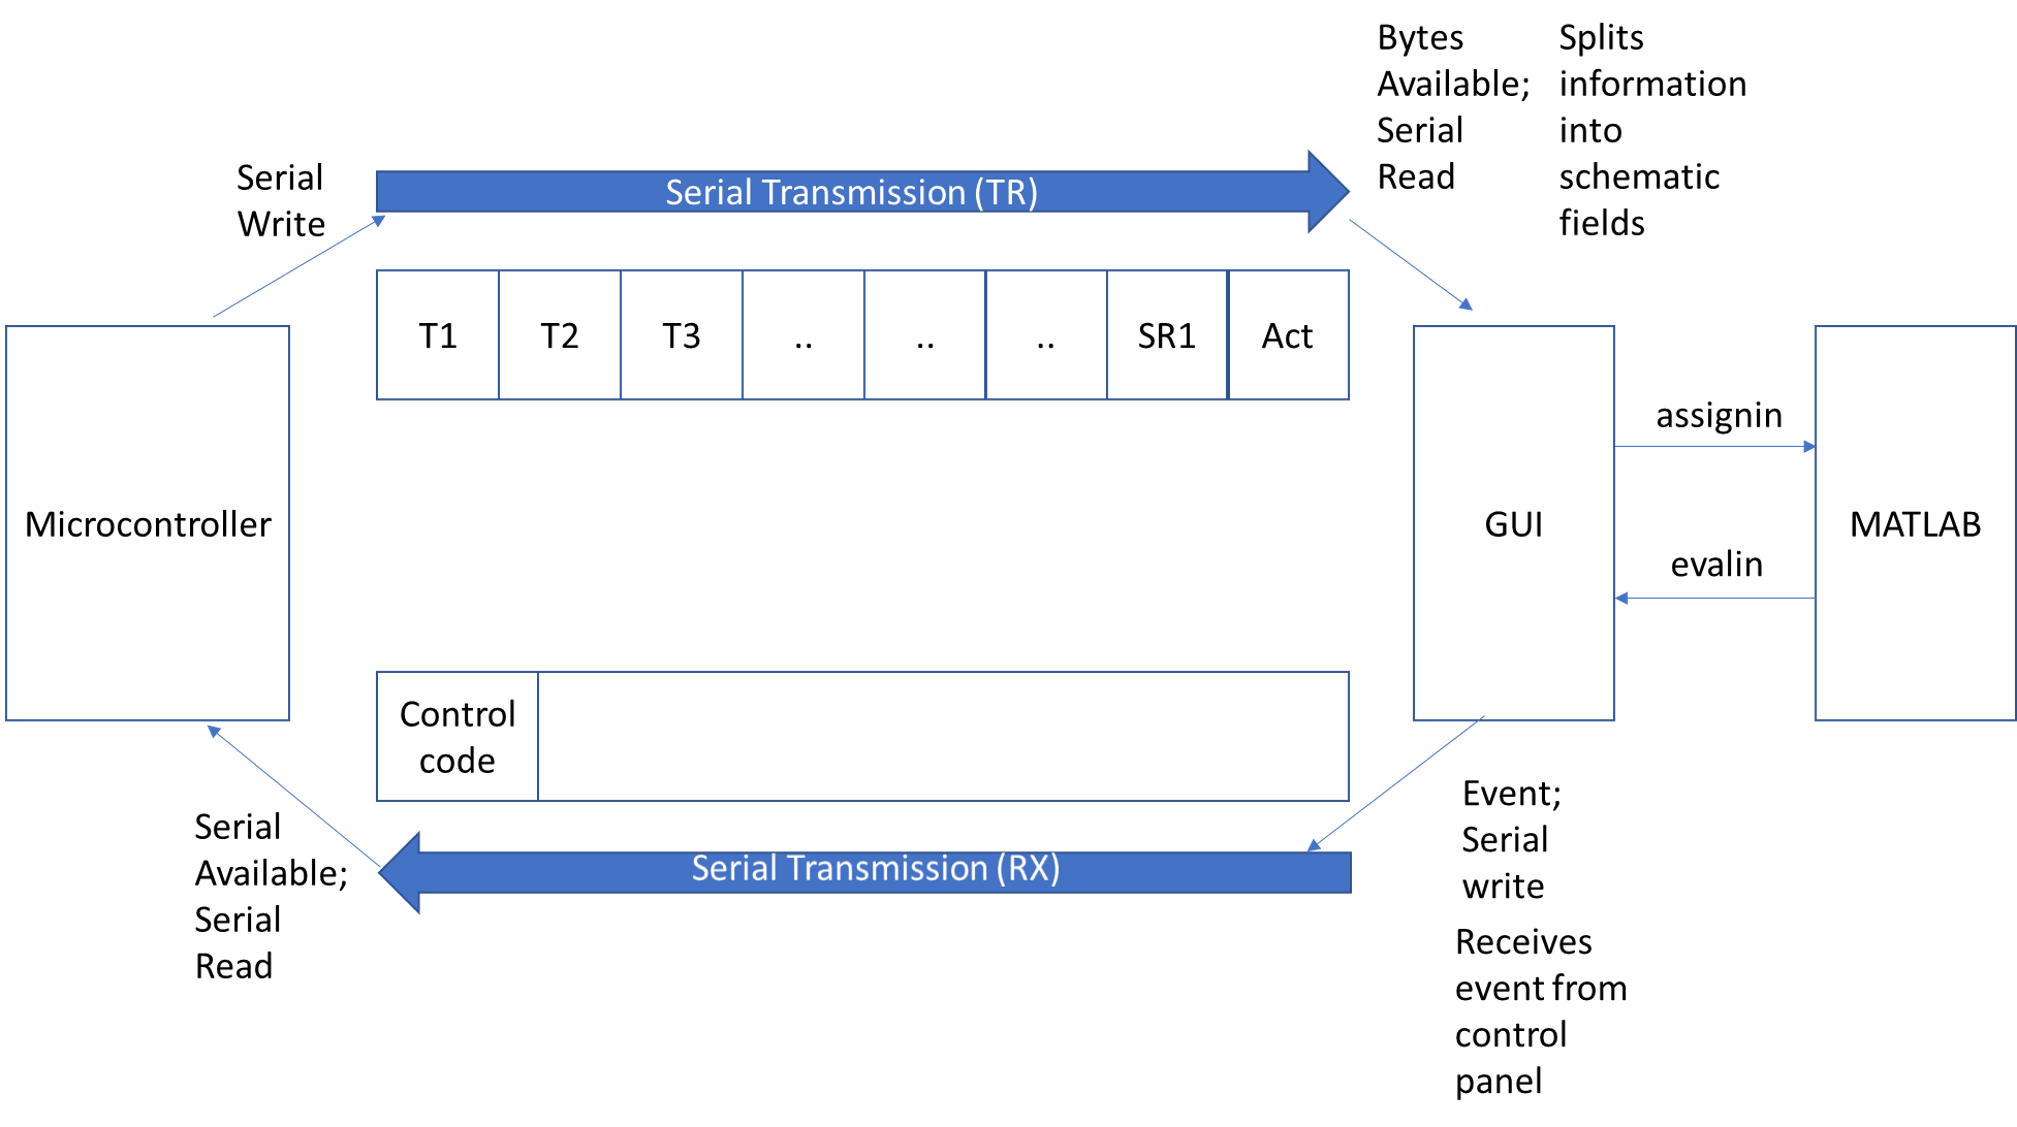 Bytes
Available;
Serial
Read
Splits
information
into
schematic
fields
Serial
Write
Serial Transmission (TR)
T1
T2
T3
..
..
..
SR1
Act
Microcontroller
GUI
assignin
evalin
MATLAB
Control
code
Serial
Available;
Serial
Read
Serial Transmission (RX)
Event;
Serial
write
Receives
event from
control
panel